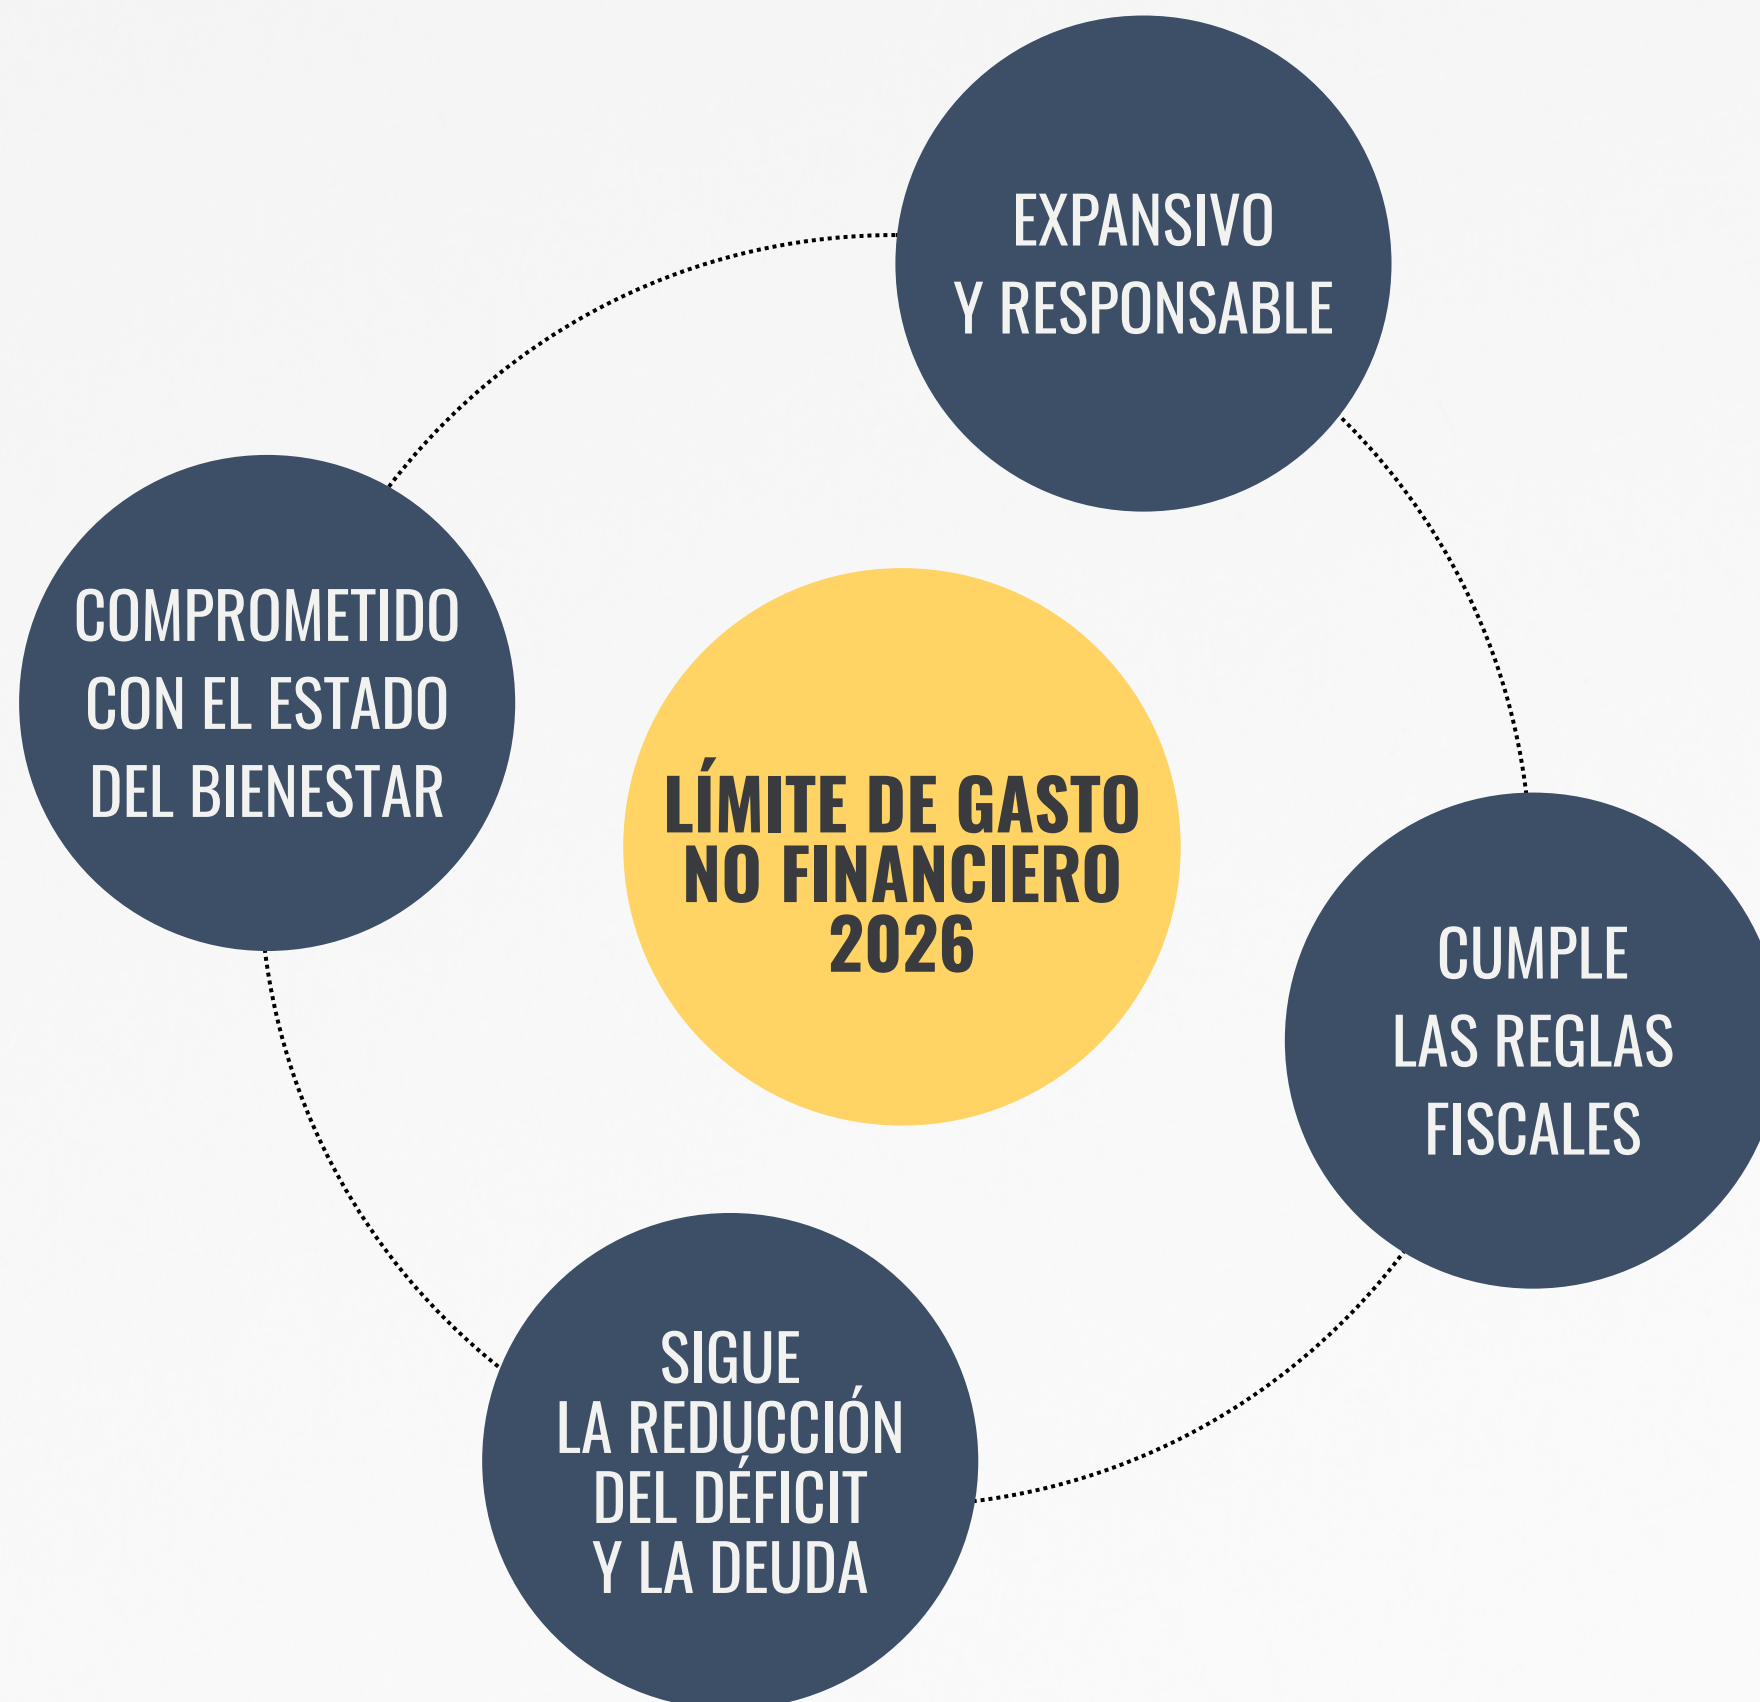 EXPANSIVO
Y RESPONSABLE
COMPROMETIDO
CON EL ESTADO
DEL BIENESTAR
LÍMITE DE GASTO
NO FINANCIERO
2026
CUMPLE
LAS REGLAS
FISCALES
SIGUE
LA REDUCCIÓN
DEL DÉFICIT
Y LA DEUDA